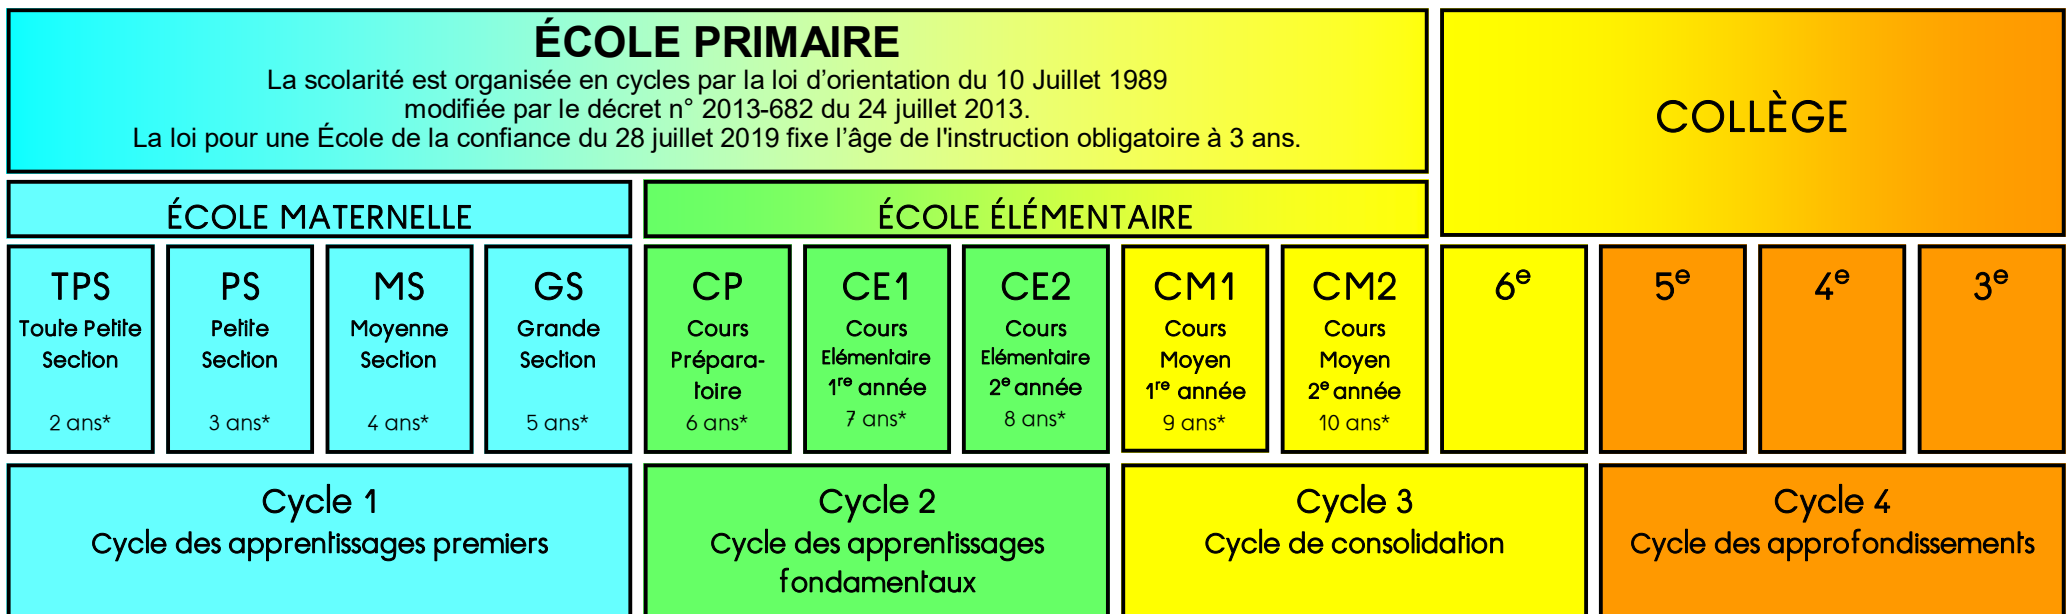 ÉCOLE PRIMAIRE
La scolarité est organisée en cycles par la loi d’orientation du 10 Juillet 1989
modifiée par le décret n° 2013-682 du 24 juillet 2013.
La loi pour une École de la confiance du 28 juillet 2019 fixe l’âge de l'instruction obligatoire à 3 ans.
COLLÈGE
ÉCOLE MATERNELLE
ÉCOLE ÉLÉMENTAIRE
TPS
Toute Petite
Section
2 ans*
PS
Petite
Section
3 ans*
MS
Moyenne
Section
4 ans*
GS
Grande
Section
5 ans*
CP
Cours
Prépara-
toire
6 ans*
CE1
Cours
Elémentaire
1re année
7 ans*
CE2
Cours
Elémentaire
2e année
8 ans*
CM1
Cours
Moyen
1re année
9 ans*
CM2
Cours
Moyen
2e année
10 ans*
6e
5e
4e
3e
Cycle 1
Cycle des apprentissages premiers
Cycle 2
Cycle des apprentissages
fondamentaux
Cycle 3
Cycle de consolidation
Cycle 4
Cycle des approfondissements